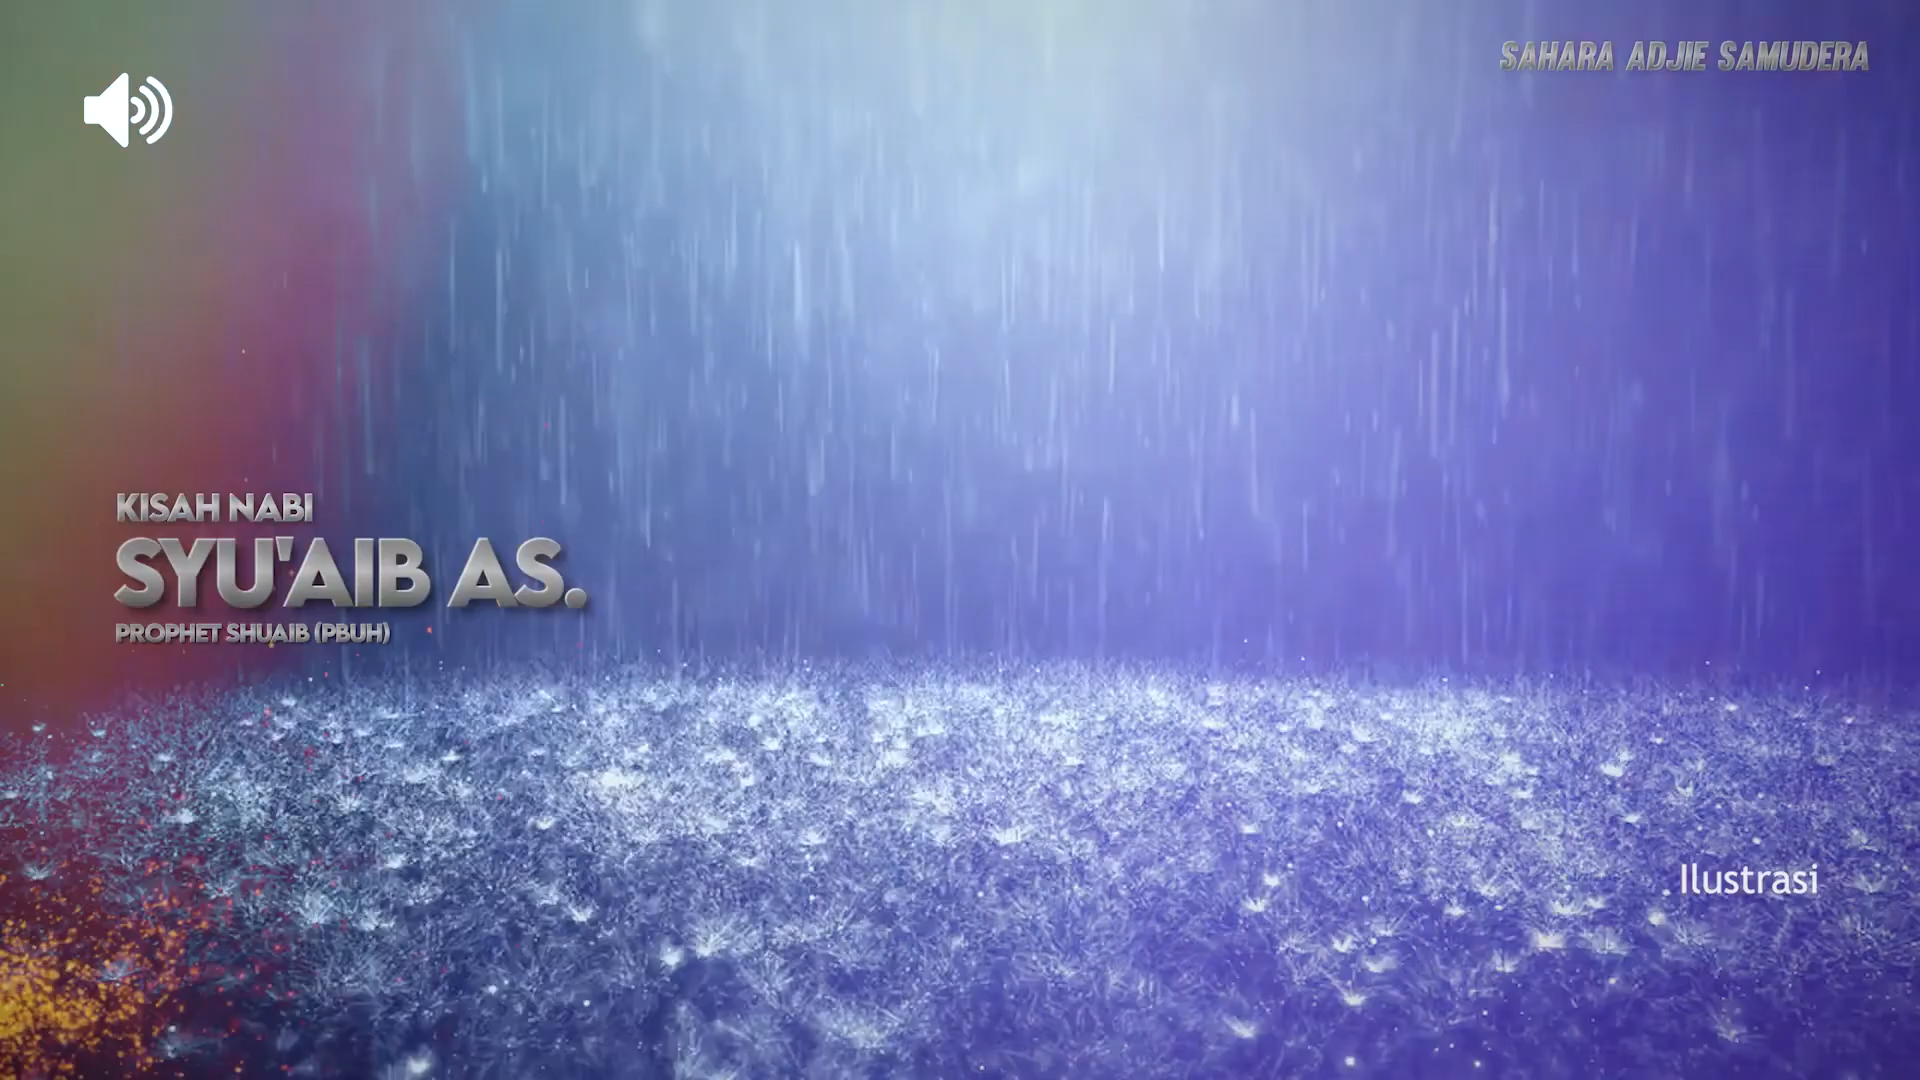 SAHARA ADJIE SAMUDERA
KISAH NABI
SYU'AIB AS.
PROPHET SHUAIB (PBUH)
Ilustrasi